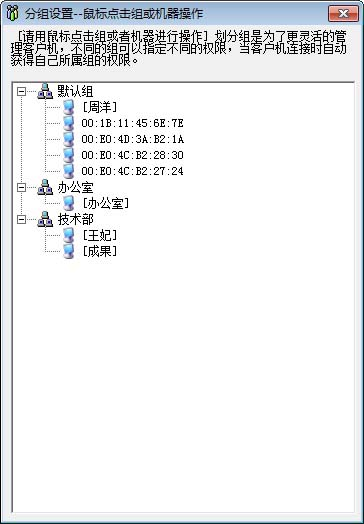 分组设置--鼠标点击组或机器操作
[请用鼠标点击组或者机器进行操作] 划分组是为了更灵活的管
理客户机，不同的组可以指定不同的权限，当客户机连接时自动
获得自己所属组的权限。
默认组
[周洋]
00:1B:11:45:6E:7E
00:E0:4D:3A:B2:1A
00:E0:4C:B2:28:30
00:E0:4C:B2:27:24
办公室
[办公室]
技术部
[王妃]
[成果]